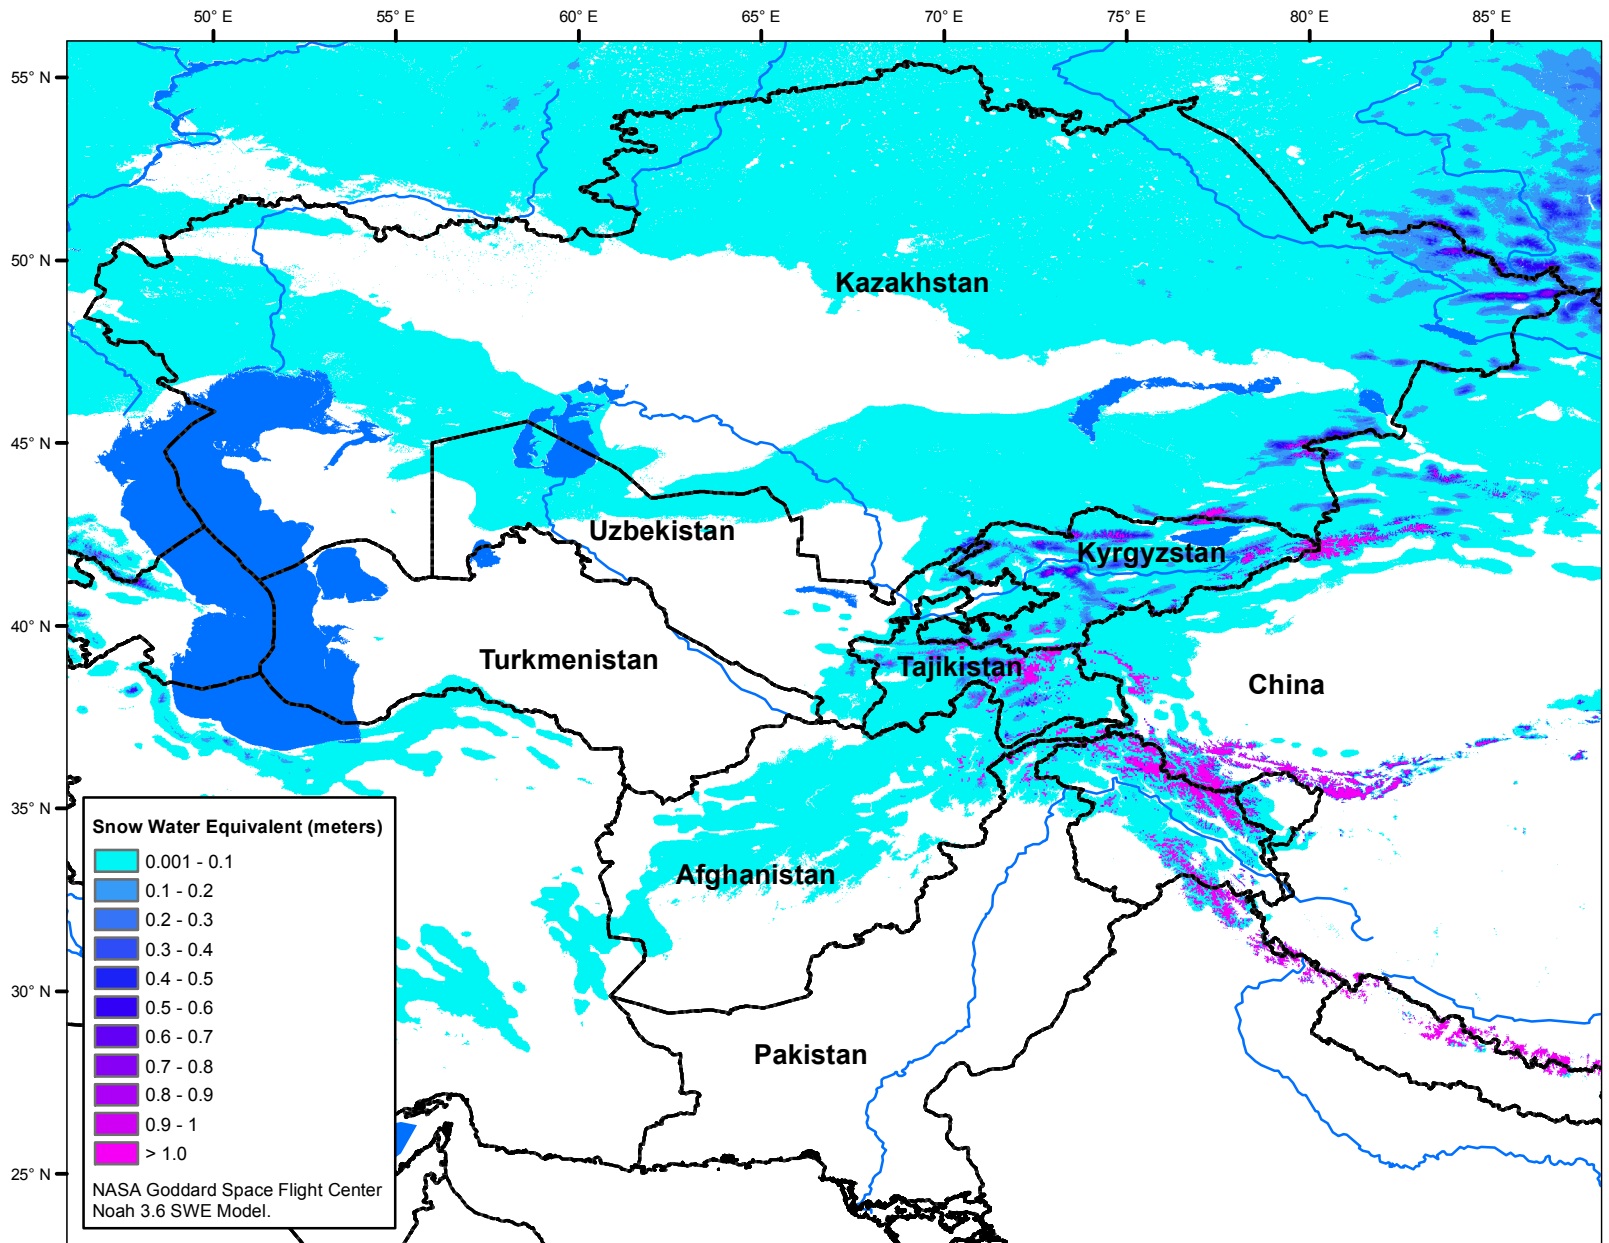 50° E
55° E
60° E
65° E
70° E
75° E
80° E
85° E
55° N
50° N
45° N
40° N
35° N
30° N
25° N
Kazakhstan
Uzbekistan
Kyrgyzstan
Turkmenistan
Tajikistan
China
Afghanistan
Pakistan
Snow Water Equivalent (meters)
0.001 - 0.1
0.1 - 0.2
0.2 - 0.3
0.3 - 0.4
0.4 - 0.5
0.5 - 0.6
0.6 - 0.7
0.7 - 0.8
0.8 - 0.9
0.9 - 1
> 1.0
NASA Goddard Space Flight Center
Noah 3.6 SWE Model.